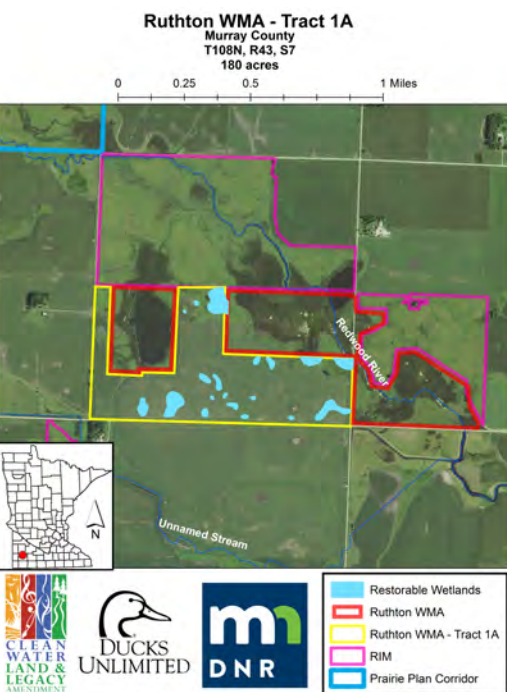 Ruthton WMA - Tract 1A
Murray County
T108N, R43, S7
180 acres
0 0.25 0.5 1 Miles
Redwood River
Unnamed Stream
N
CLEAN
WATER
LAND &
LEGACY
AMENDMENT
DUCKS
UNLIMITED
mn
DNR
Restorable Wetlands
Ruthton WMA
Ruthton WMA - Tract 1A
RIM
Prairie Plan Corridor